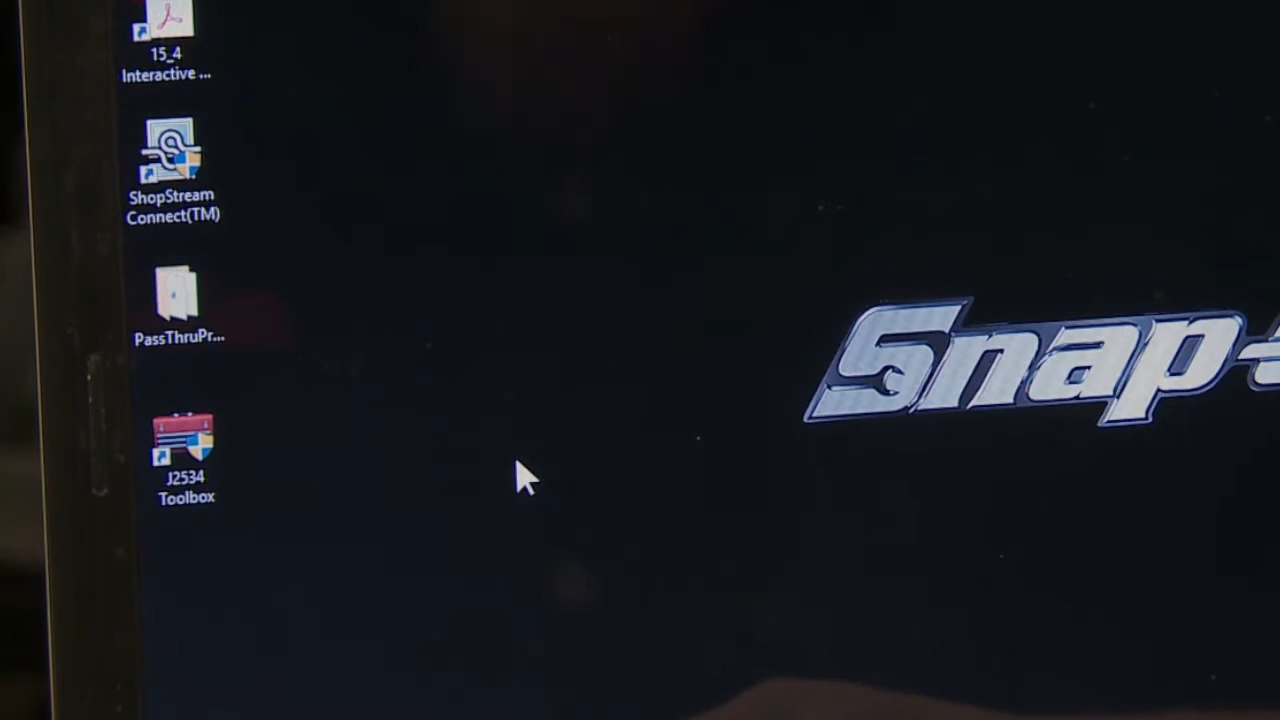 15_4
Interactive ...
ShopStream
Connect(TM)
PassThruPr...
J2534
Toolbox
Snap-